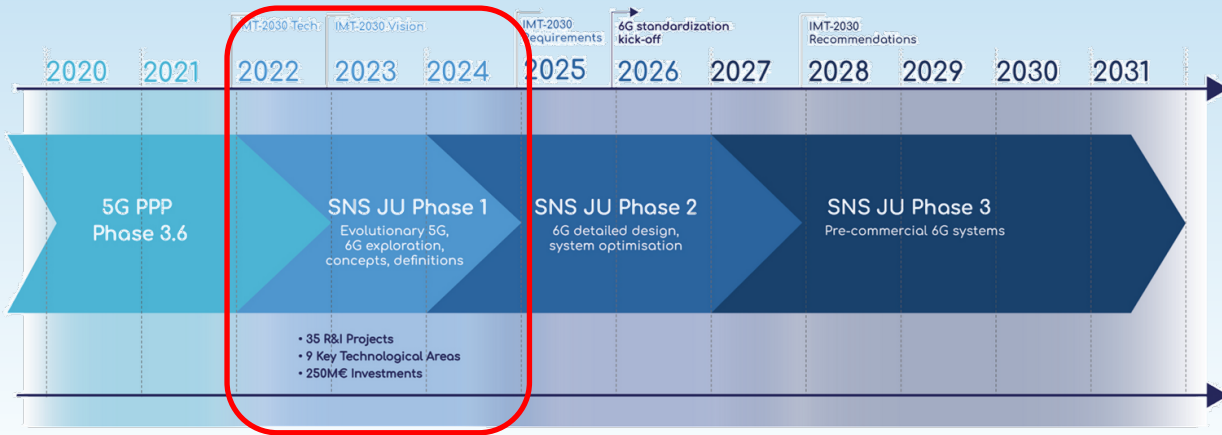 IMT-2030 Tech
IMT-2030 Vision
IMT-2030
Requirements
6G standardization
kick-off
IMT-2030
Recommendations
2020 2021 2022 2023 2024 2025 2026 2027 2028 2029 2030 2031
5G PPP
Phase 3.6
SNS JU Phase 1
Evolutionary 5G,
6G exploration,
concepts, definitions
SNS JU Phase 2
6G detailed design,
system optimisation
SNS JU Phase 3
Pre-commercial 6G systems
• 35 R&I Projects
• 9 Key Technological Areas
• 250M€ Investments